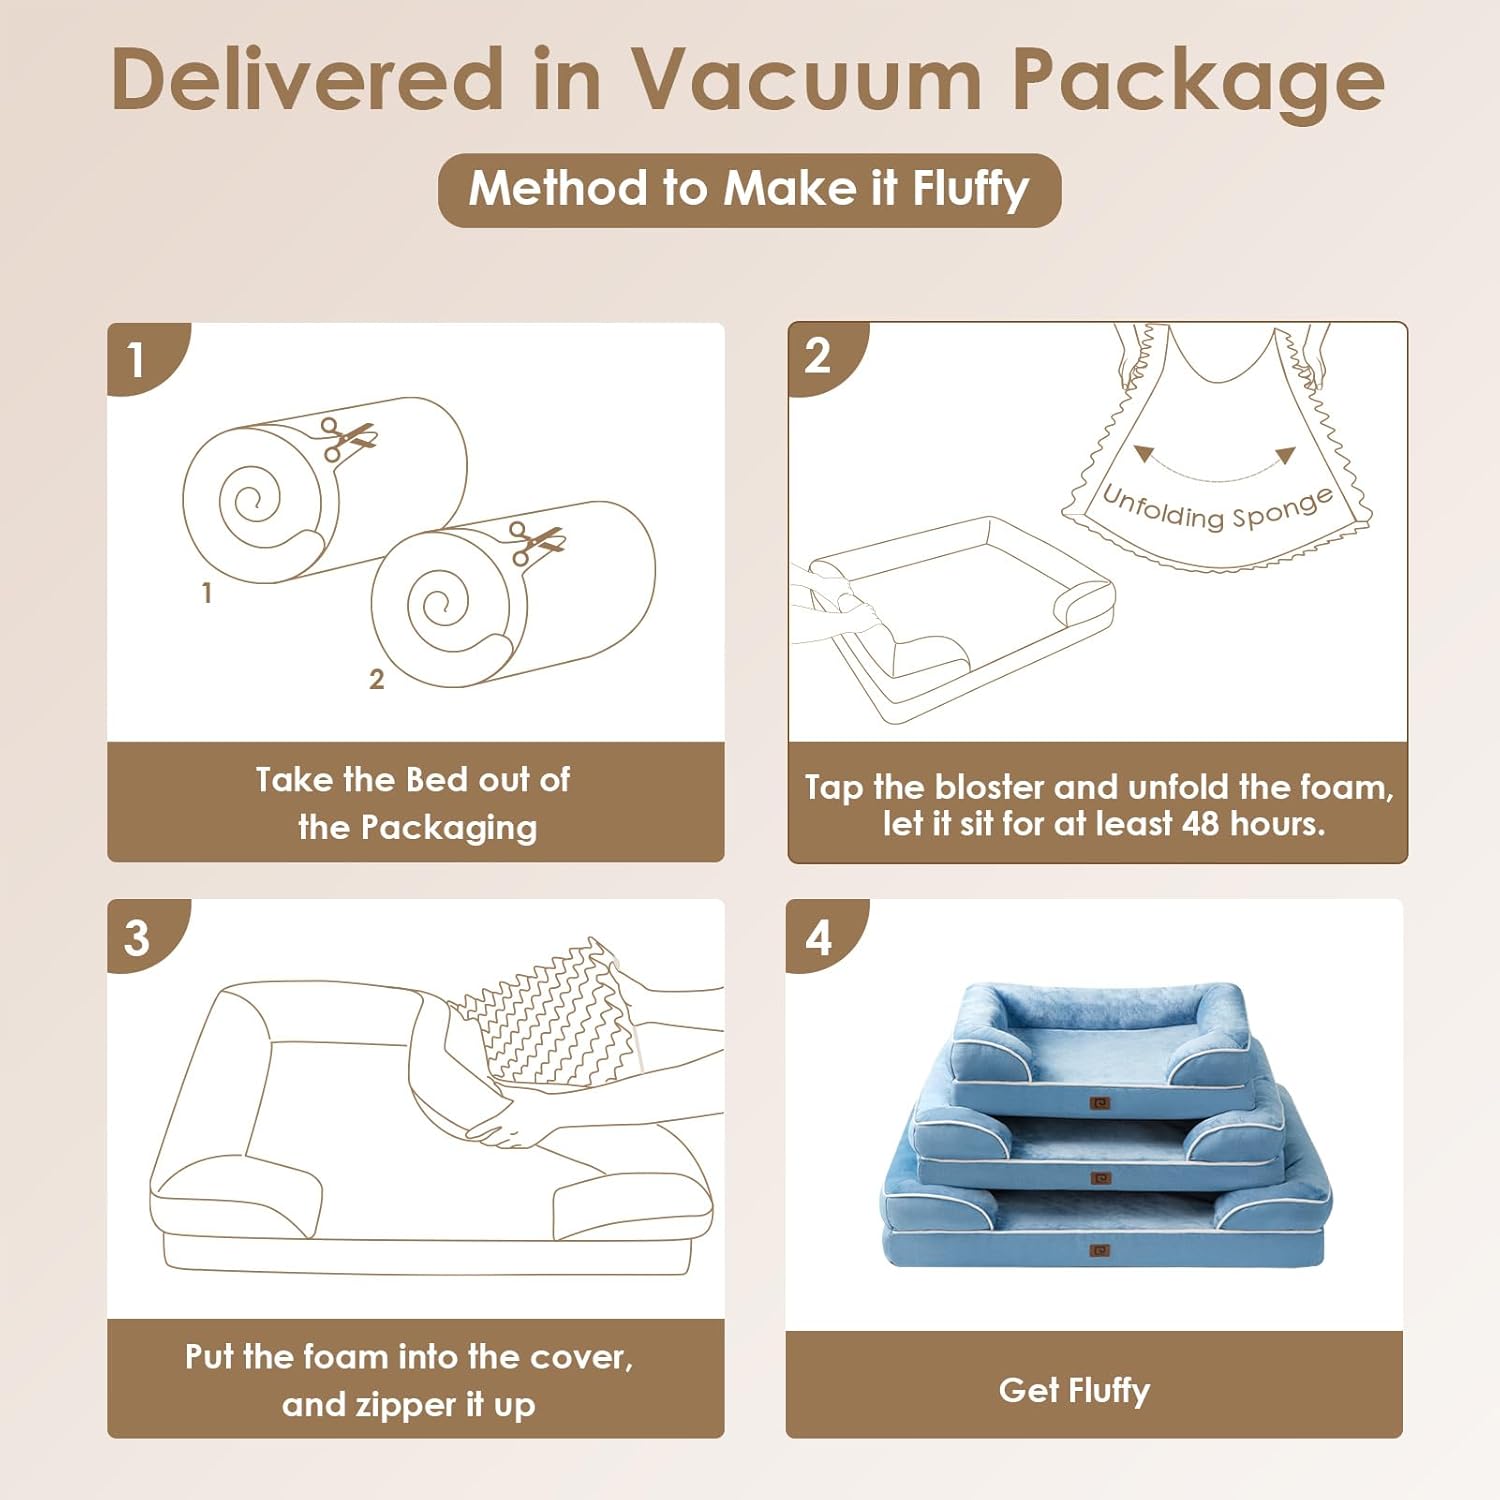 Delivered in Vacuum Package
Method to Make it Fluffy
1
1
2
Take the Bed out of
the Packaging
2
Unfolding Sponge
Tap the bloster and unfold the foam,
let it sit for at least 48 hours.
3
Put the foam into the cover,
and zipper it up
4
Get Fluffy